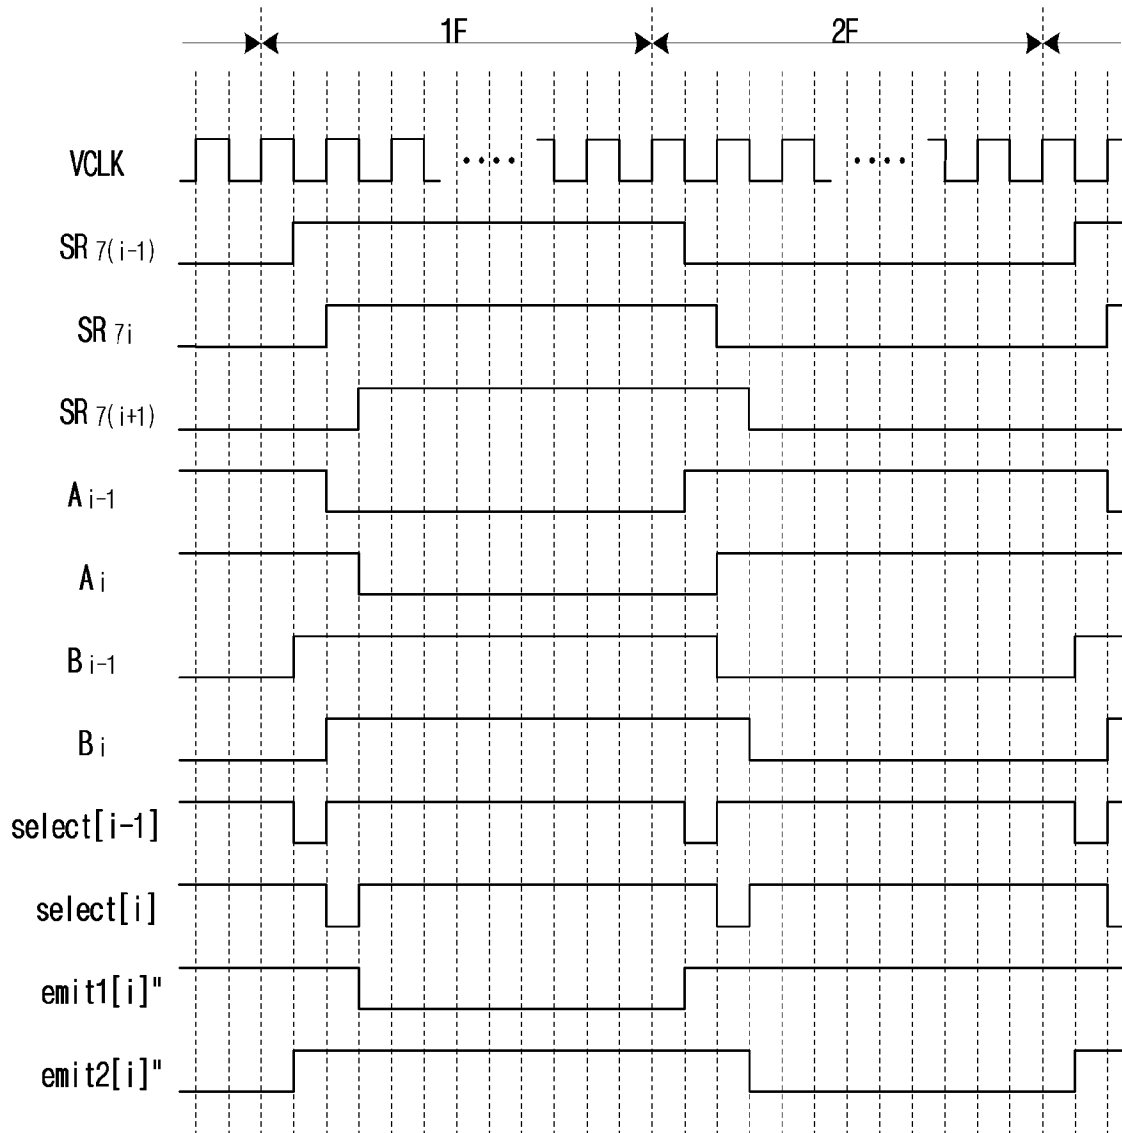 1F 2F
VCLK
SR 7(i-1)
SR 7i
SR 7(i+1)
A i-1
A i
B i-1
B i
select[i-1]
select[i]
emit1[i]"
emit2[i]"